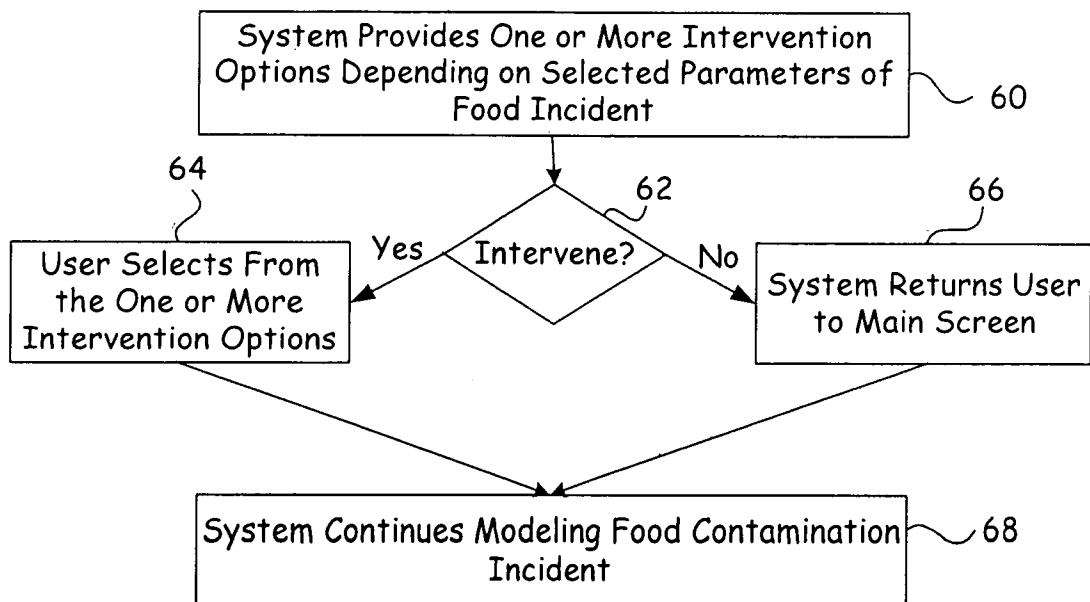 System Provides One or More Intervention
Options Depending on Selected Parameters of
Food Incident
60
64
62
66
Yes
Intervene?
No
User Selects From
the One or More
Intervention Options
System Returns User
to Main Screen
System Continues Modeling Food Contamination
Incident
68